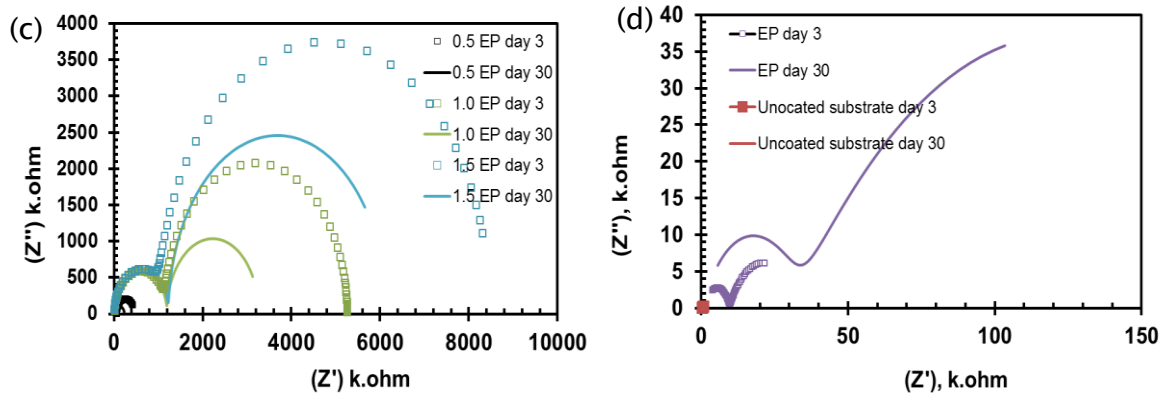 (c)
4000
3500
3000
2500
2000
1500
1000
500
0
(Z") k.ohm
0.5 EP day 3
0.5 EP day 30
1.0 EP day 3
1.0 EP day 30
1.5 EP day 3
1.5 EP day 30
0 2000 4000 6000 8000 10000
(Z') k.ohm
(d)
40
35
30
25
20
15
10
5
0
(Z"), k.ohm
EP day 3
EP day 30
Unocated substrate day 3
Uncoated substrate day 30
0 50 100 150
(Z'), k.ohm